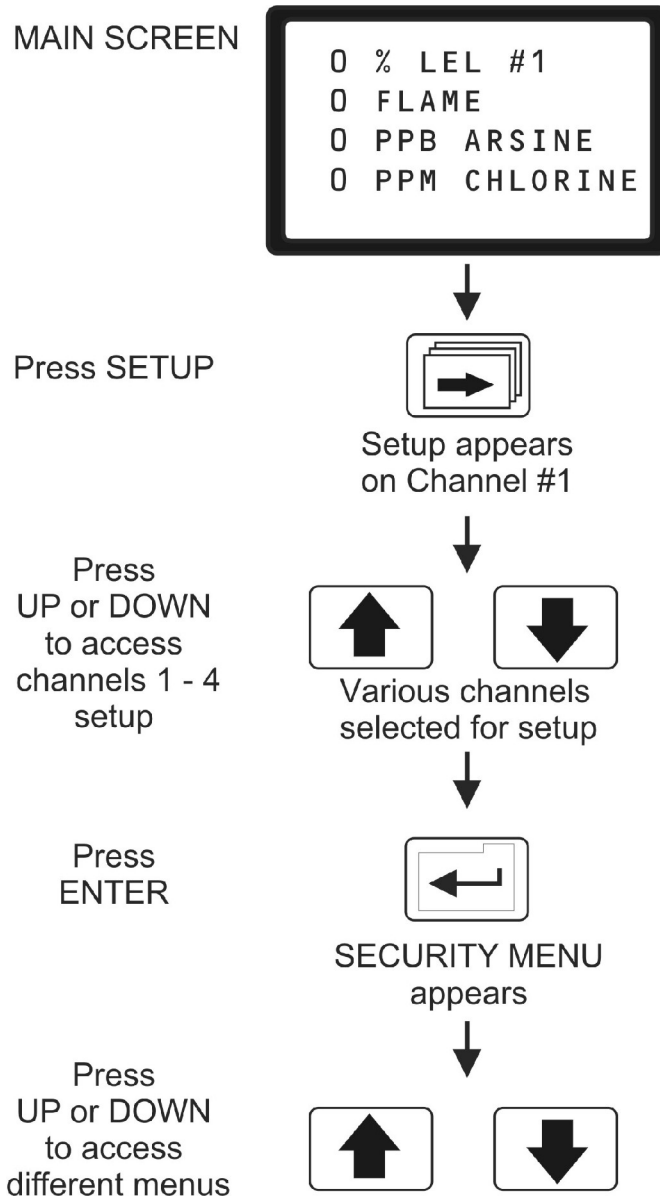 MAIN SCREEN
0 % LEL #1
0 FLAME
0 PPB ARSINE
0 PPM CHLORINE
Press SETUP
Setup appears
on Channel #1
Press
UP or DOWN
to access
channels 1 - 4
setup
Various channels
selected for setup
Press
ENTER
SECURITY MENU
appears
Press
UP or DOWN
to access
different menus